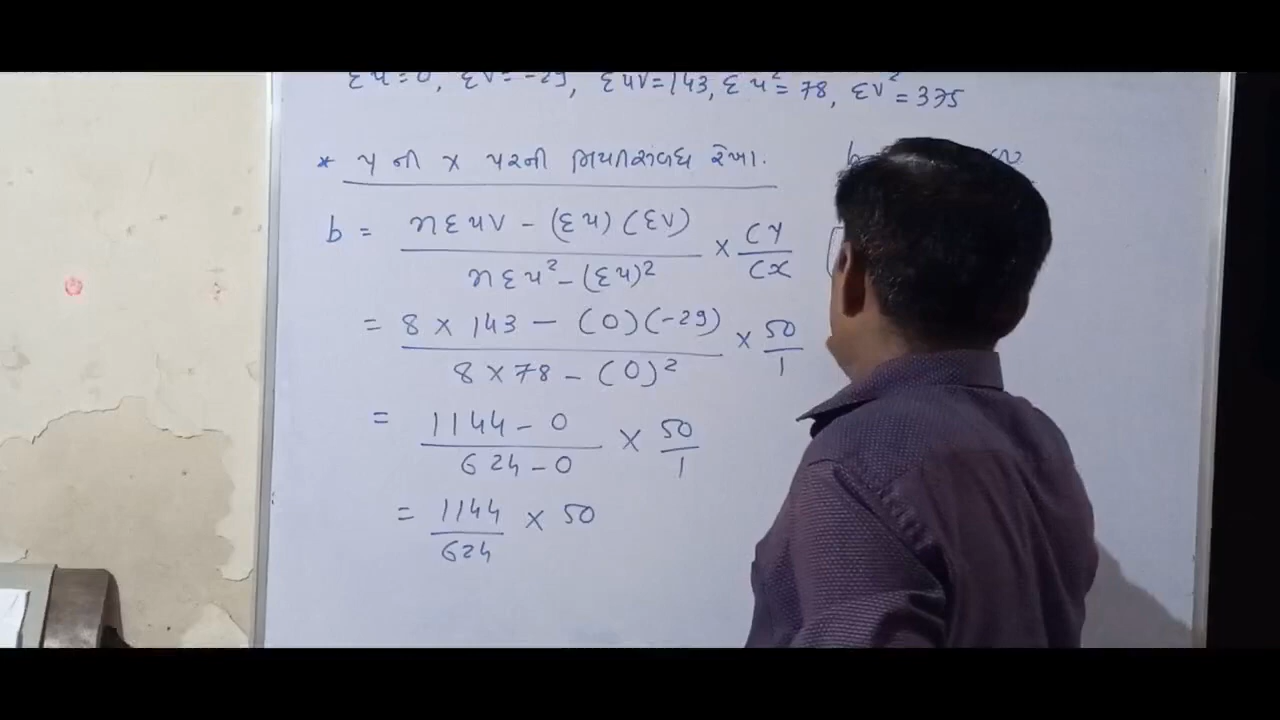 Σu=0, Σv=-29, Σuv=143, Σu²=78, Σv²=375
* y ની x પરની નિયતસંબંધ રેખા.
b = nΣuv - (Σu)(Σv) / nΣu² - (Σu)² × Cy / Cx
= 8 × 143 - (0)(-29) / 8 × 78 - (0)² × 50 / 1
= 1144 - 0 / 624 - 0 × 50 / 1
= 1144 / 624 × 50